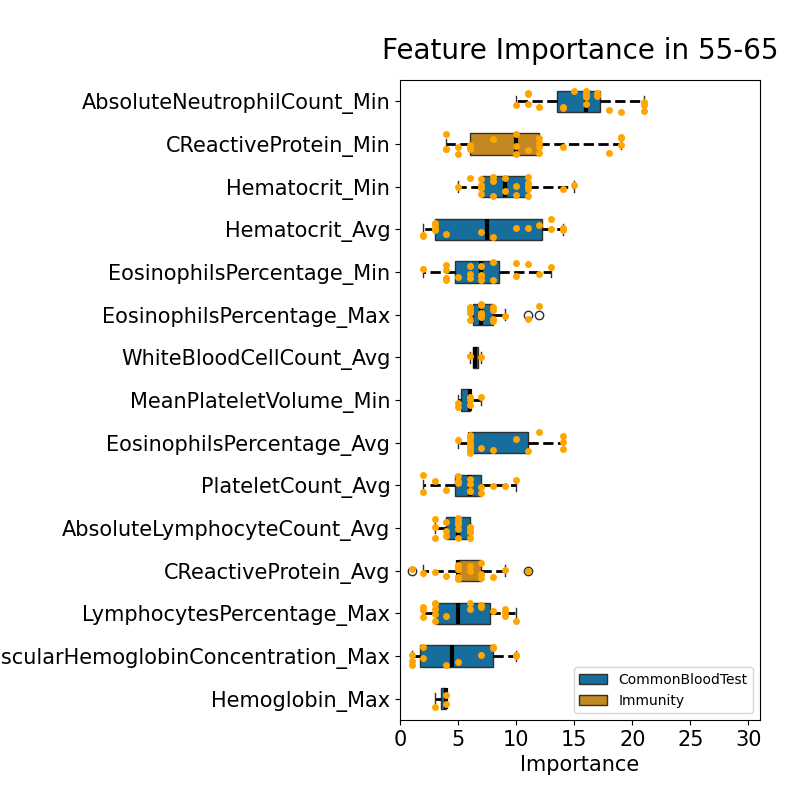 Feature Importance in 55-65
AbsoluteNeutrophilCount_Min
CReactiveProtein_Min
Hematocrit_Min
Hematocrit_Avg
EosinophilsPercentage_Min
EosinophilsPercentage_Max
WhiteBloodCellCount_Avg
MeanPlateletVolume_Min
EosinophilsPercentage_Avg
PlateletCount_Avg
AbsoluteLymphocyteCount_Avg
CReactiveProtein_Avg
LymphocytesPercentage_Max
scularHemoglobinConcentration_Max
Hemoglobin_Max
CommonBloodTest
Immunity
0 5 10 15 20 25 30
Importance